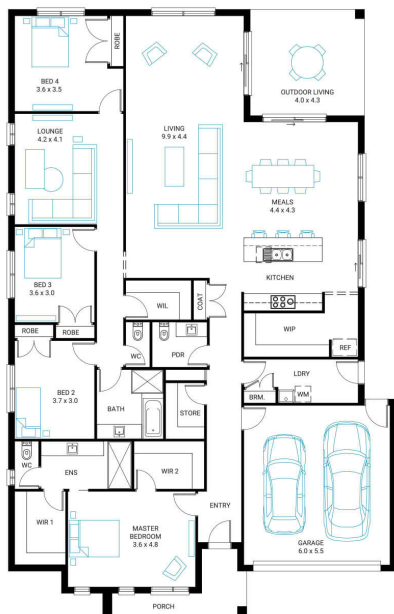 BED 4
3.6 x 3.5
ROBE
LOUNGE
4.2 x 4.1
LIVING
9.9 x 4.4
OUTDOOR LIVING
4.0 x 4.3
MEALS
4.4 x 4.3
KITCHEN
BED 3
3.6 x 3.0
ROBE
ROBE
WIL
COAT
WC
PDR
WIP
REF
LDRY
BRM.
WM
BED 2
3.7 x 3.0
BATH
STORE
WC
ENS
WIR 2
WIR 1
MASTER
BEDROOM
3.6 x 4.8
ENTRY
GARAGE
6.0 x 5.5
PORCH